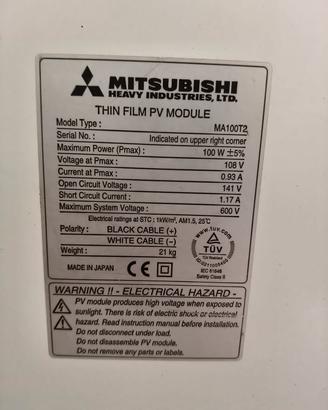 MITSUBISHI
HEAVY INDUSTRIES, LTD.
THIN FILM PV MODULE
Model Type : MA100T2
Serial No. : Indicated on upper right corner
Maximum Power (Pmax) : 100 W ±5%
Voltage at Pmax : 108 V
Current at Pmax : 0.93 A
Open Circuit Voltage : 141 V
Short Circuit Current : 1.17 A
Maximum System Voltage : 600 V
Electrical ratings at STC : 1kW/m², AM1.5, 25℃
Polarity : BLACK CABLE (+)
WHITE CABLE (−)
Weight : 21 kg
MADE IN JAPAN CE
www.tuv.com
TÜV
TÜV Rheinland
IEC 61646
Safety Class II
WARNING !! - ELECTRICAL HAZARD -
PV module produces high voltage when exposed to
sunlight. There is risk of electric shock or electrical
hazard. Read instruction manual before installation.
Do not disconnect under load.
Do not disassemble PV module.
Do not remove any parts or labels.